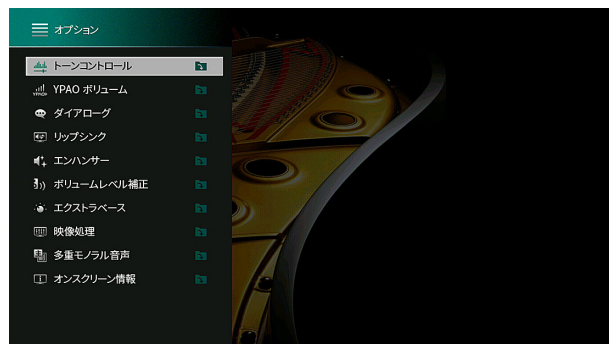 オプション
トーンコントロール
YPAO ボリューム
ダイアローグ
リップシンク
エンハンサー
ボリュームレベル補正
エクストラベース
映像処理
多重モノラル音声
オンスクリーン情報